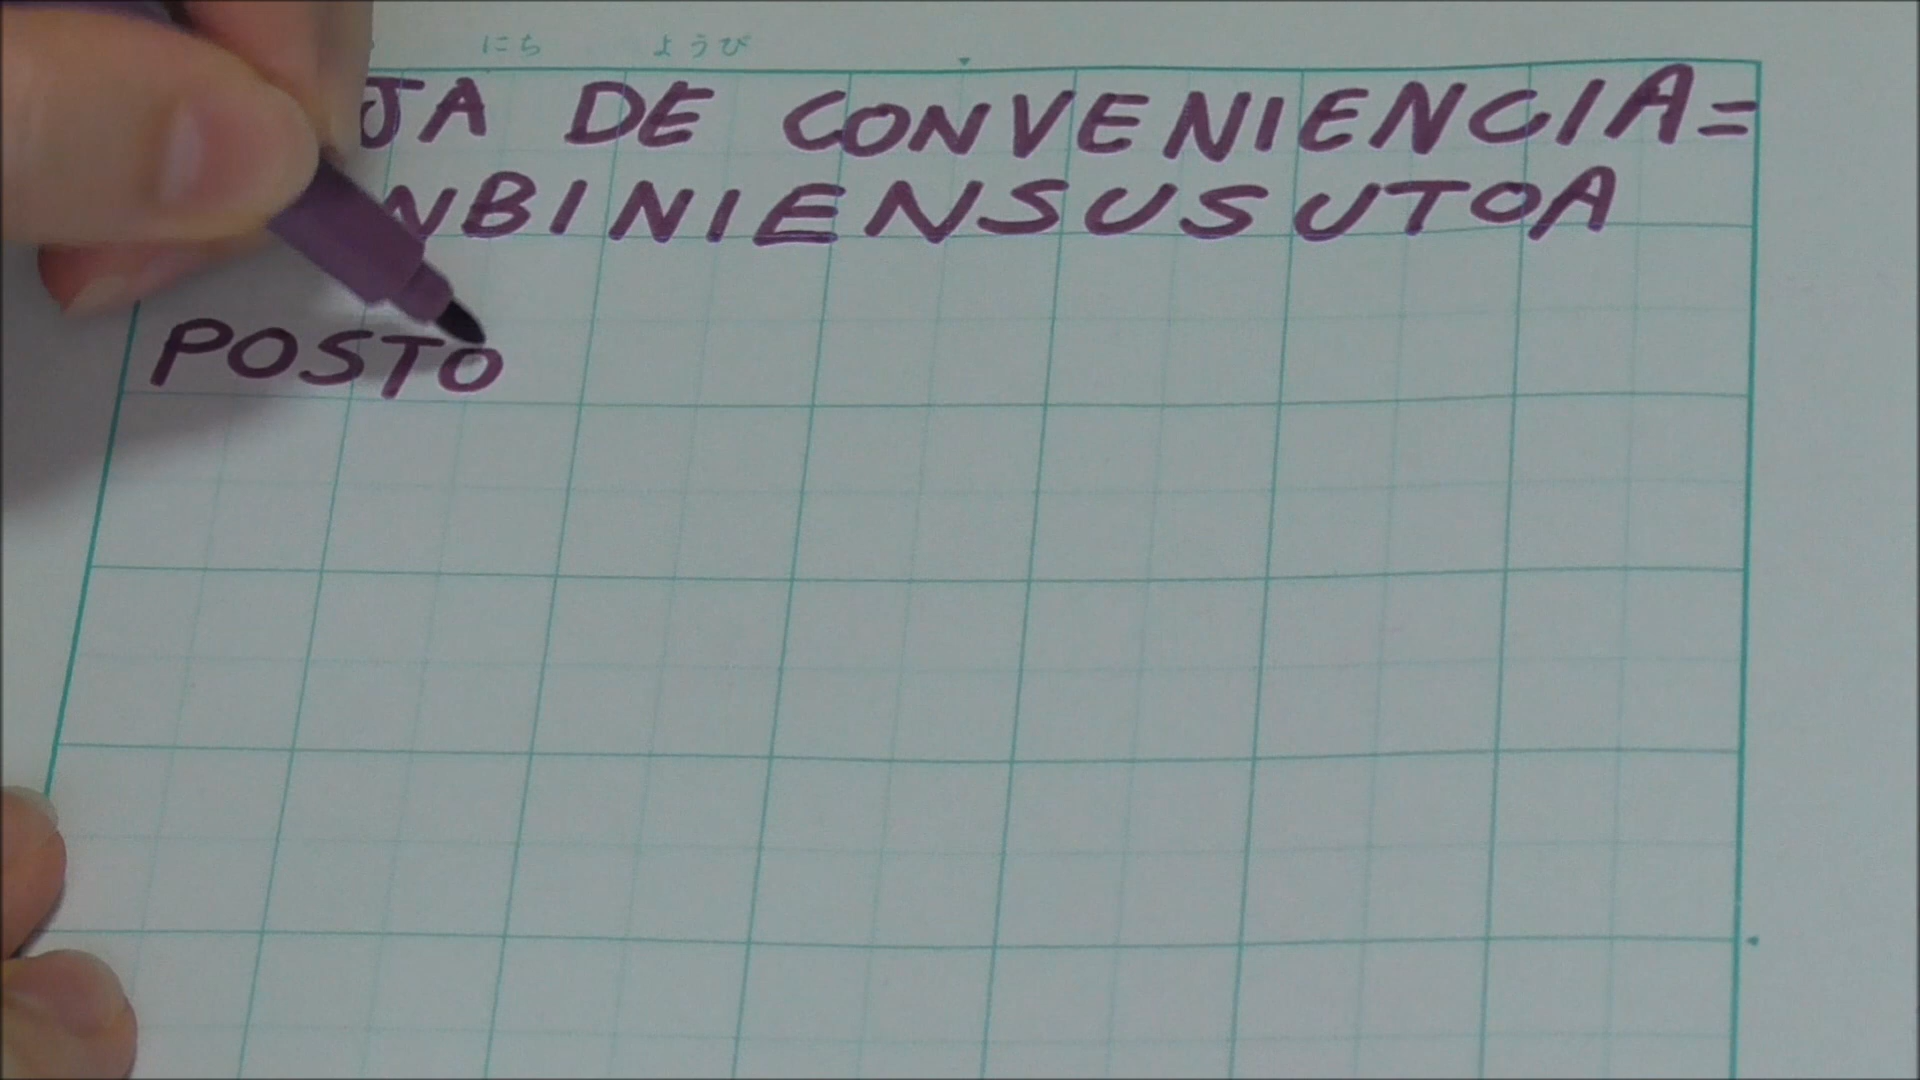 にち ようび
JA DE CONVENIENCIA=
NBINIENSUSUTOA
POSTO